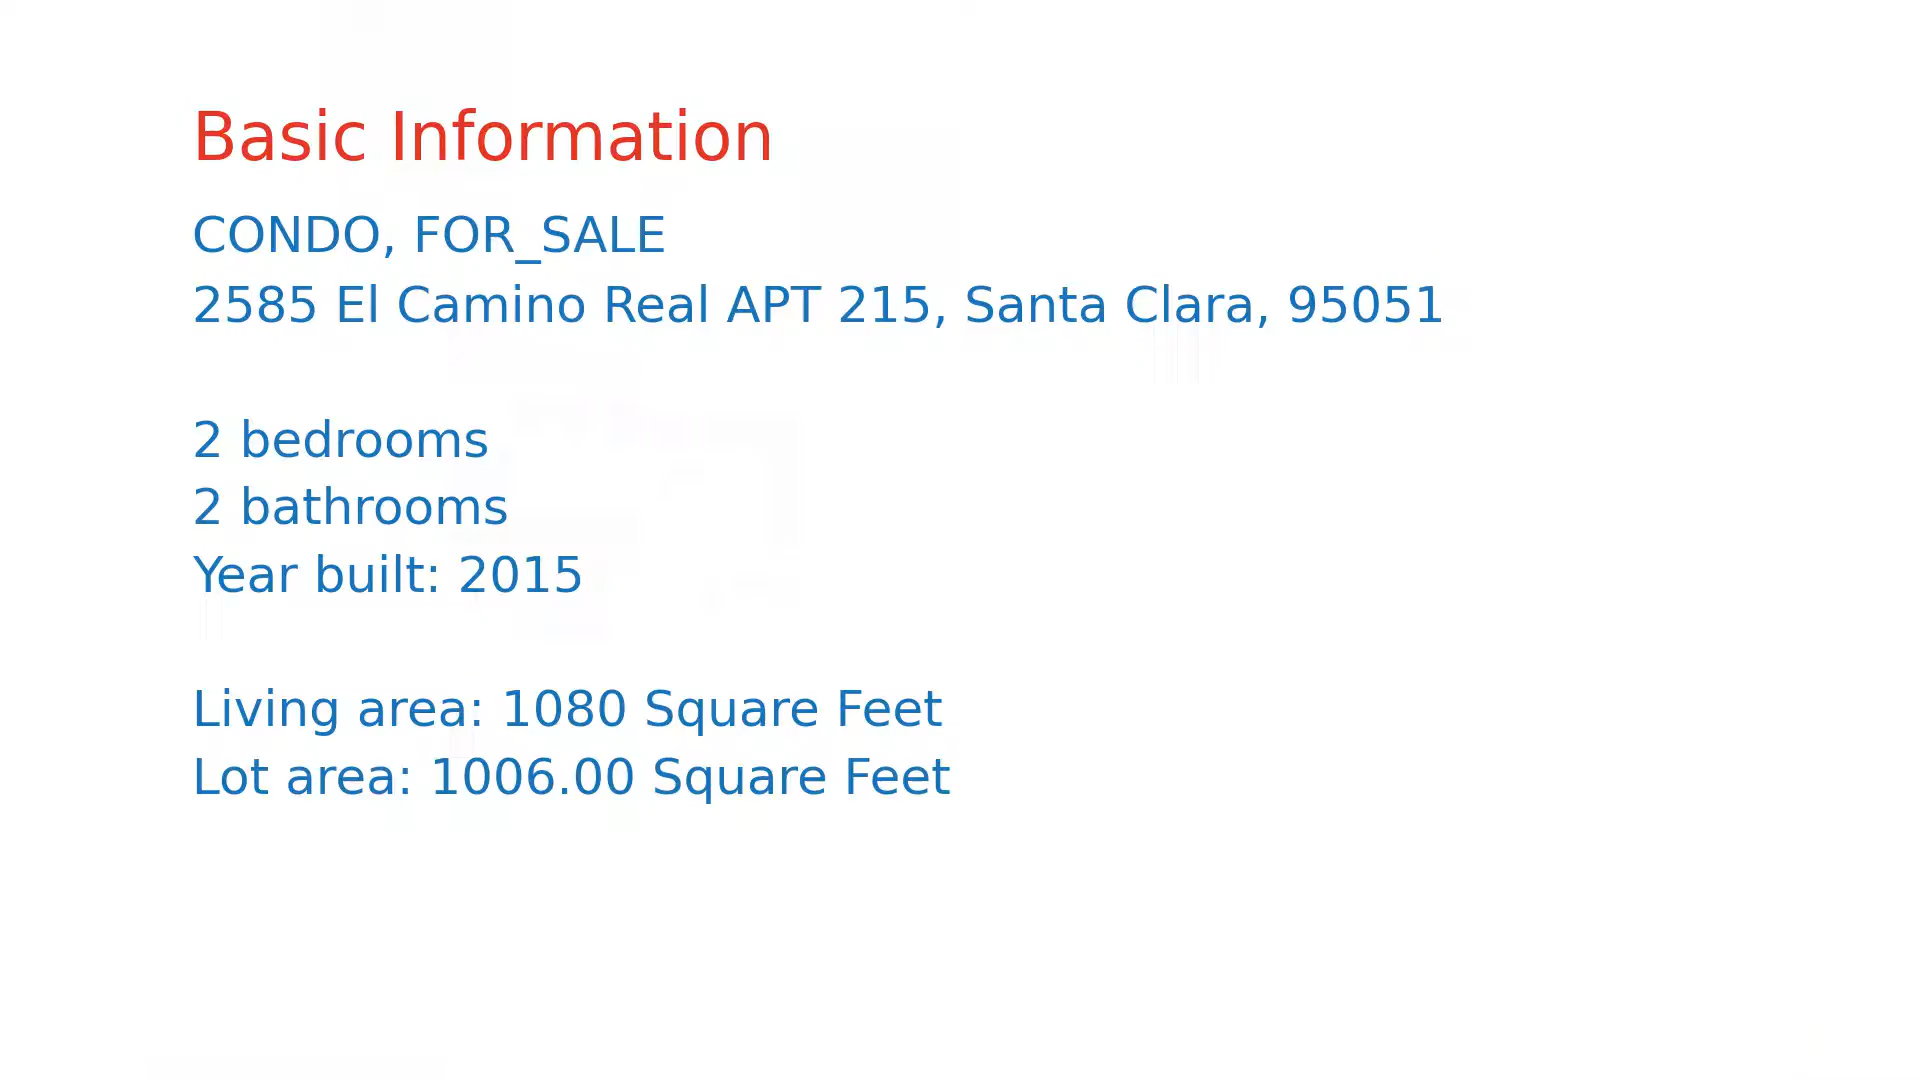 Basic Information
CONDO, FOR_SALE
2585 El Camino Real APT 215, Santa Clara, 95051
2 bedrooms
2 bathrooms
Year built: 2015
Living area: 1080 Square Feet
Lot area: 1006.00 Square Feet